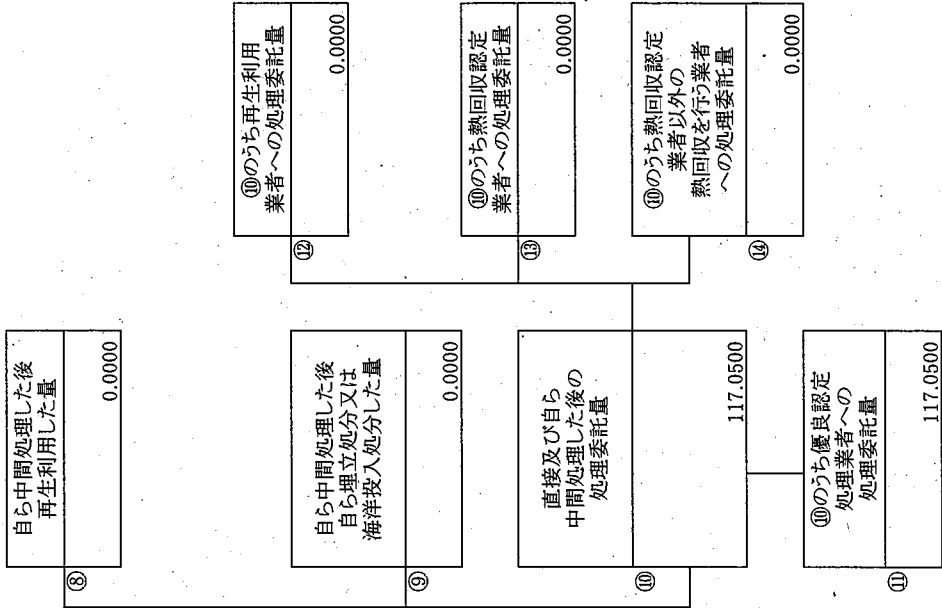 ⑧
自ら中間処理した後
再生利用した量
0.0000
⑨
自ら中間処理した後
自ら埋立処分又は
海洋投入処分した量
0.0000
⑩
直接及び自ら
中間処理した後の
処理委託量
117.0500
⑪
⑩のうち優良認定
処理業者への
処理委託量
117.0500
⑫
⑩のうち再生利用
業者への処理委託量
0.0000
⑬
⑩のうち熱回収認定
業者への処理委託量
0.0000
⑭
⑩のうち熱回収認定
業者以外の
熱回収を行う業者
への処理委託量
0.0000